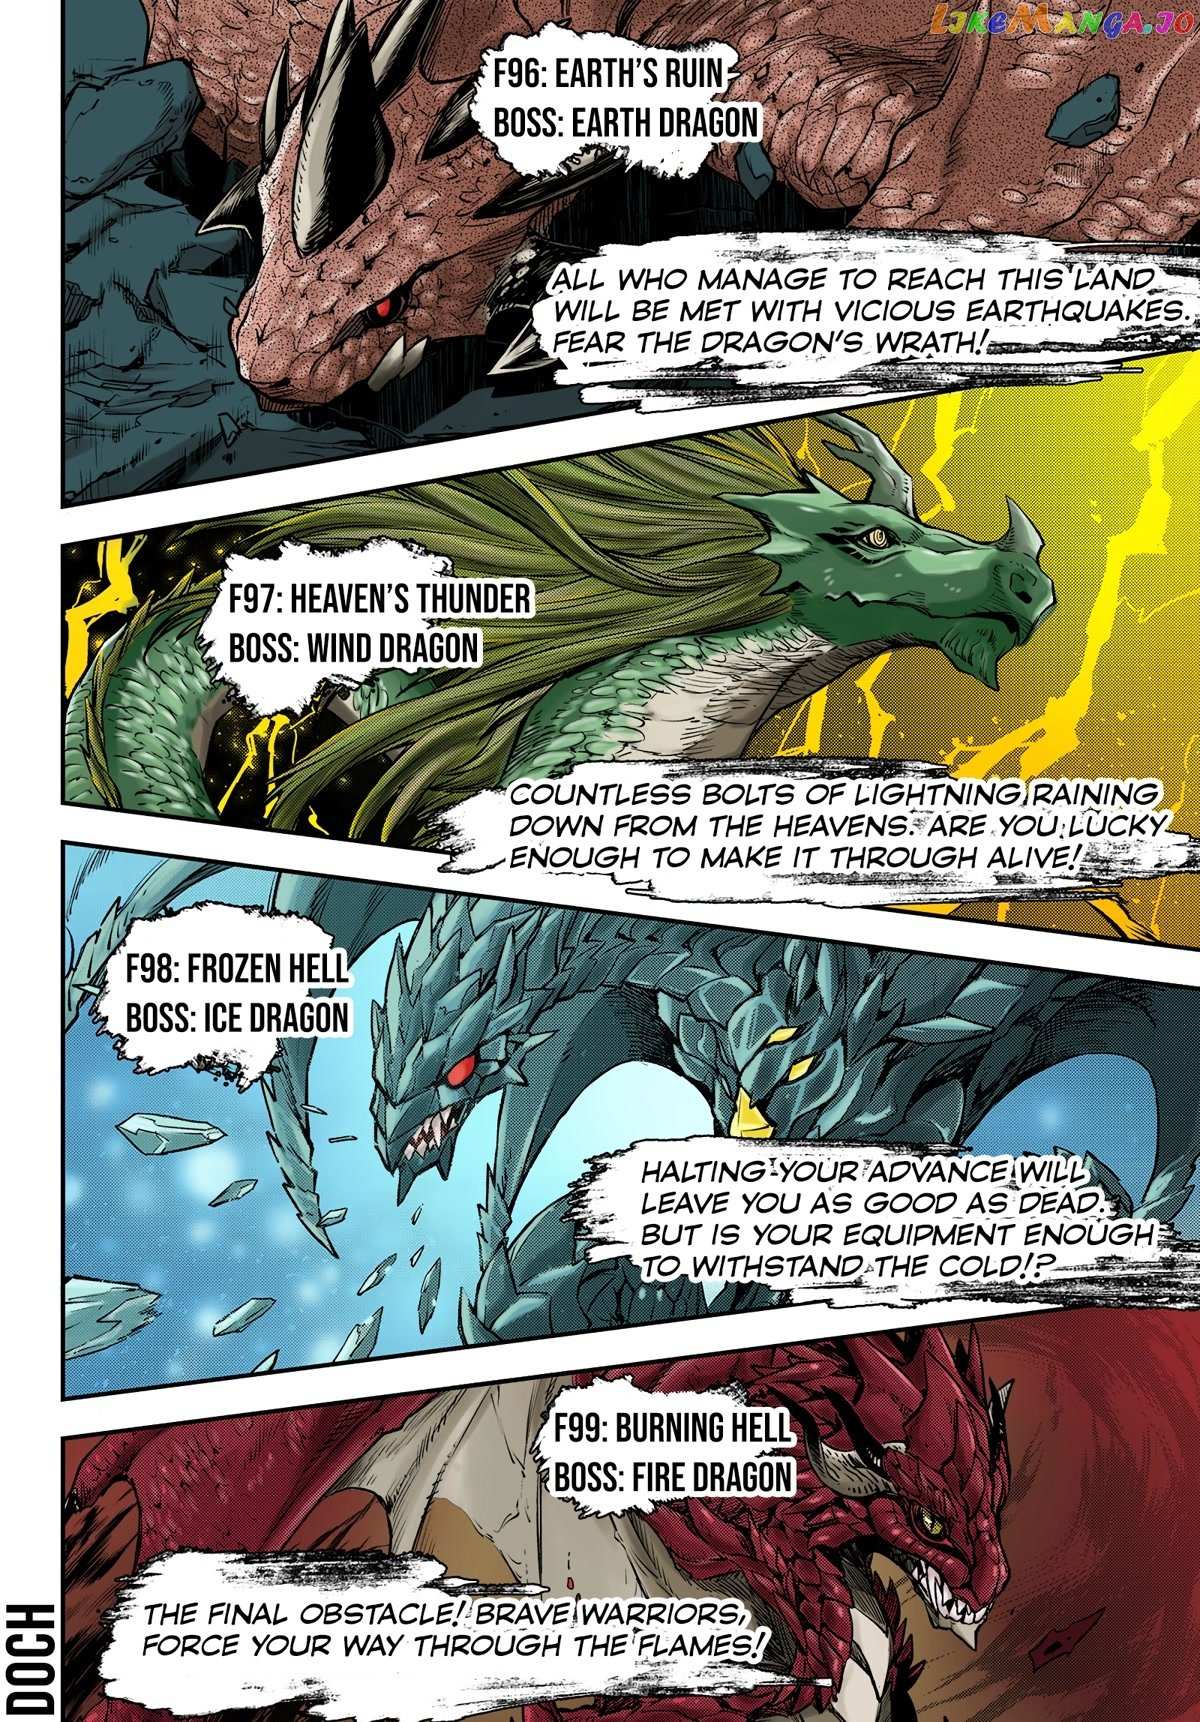 LIKEMANGA.IO
F96: EARTH'S RUIN
BOSS: EARTH DRAGON
ALL WHO MANAGE TO REACH THIS LAND
WILL BE MET WITH VICIOUS EARTHQUAKES.
FEAR THE DRAGON'S WRATH!
F97: HEAVEN'S THUNDER
BOSS: WIND DRAGON
COUNTLESS BOLTS OF LIGHTNING RAINING
DOWN FROM THE HEAVENS. ARE YOU LUCKY
ENOUGH TO MAKE IT THROUGH ALIVE!
F98: FROZEN HELL
BOSS: ICE DRAGON
HALTING YOUR ADVANCE WILL
LEAVE YOU AS GOOD AS DEAD.
BUT IS YOUR EQUIPMENT ENOUGH
TO WITHSTAND THE COLD!?
F99: BURNING HELL
BOSS: FIRE DRAGON
THE FINAL OBSTACLE! BRAVE WARRIORS,
FORCE YOUR WAY THROUGH THE FLAMES!
DOCH